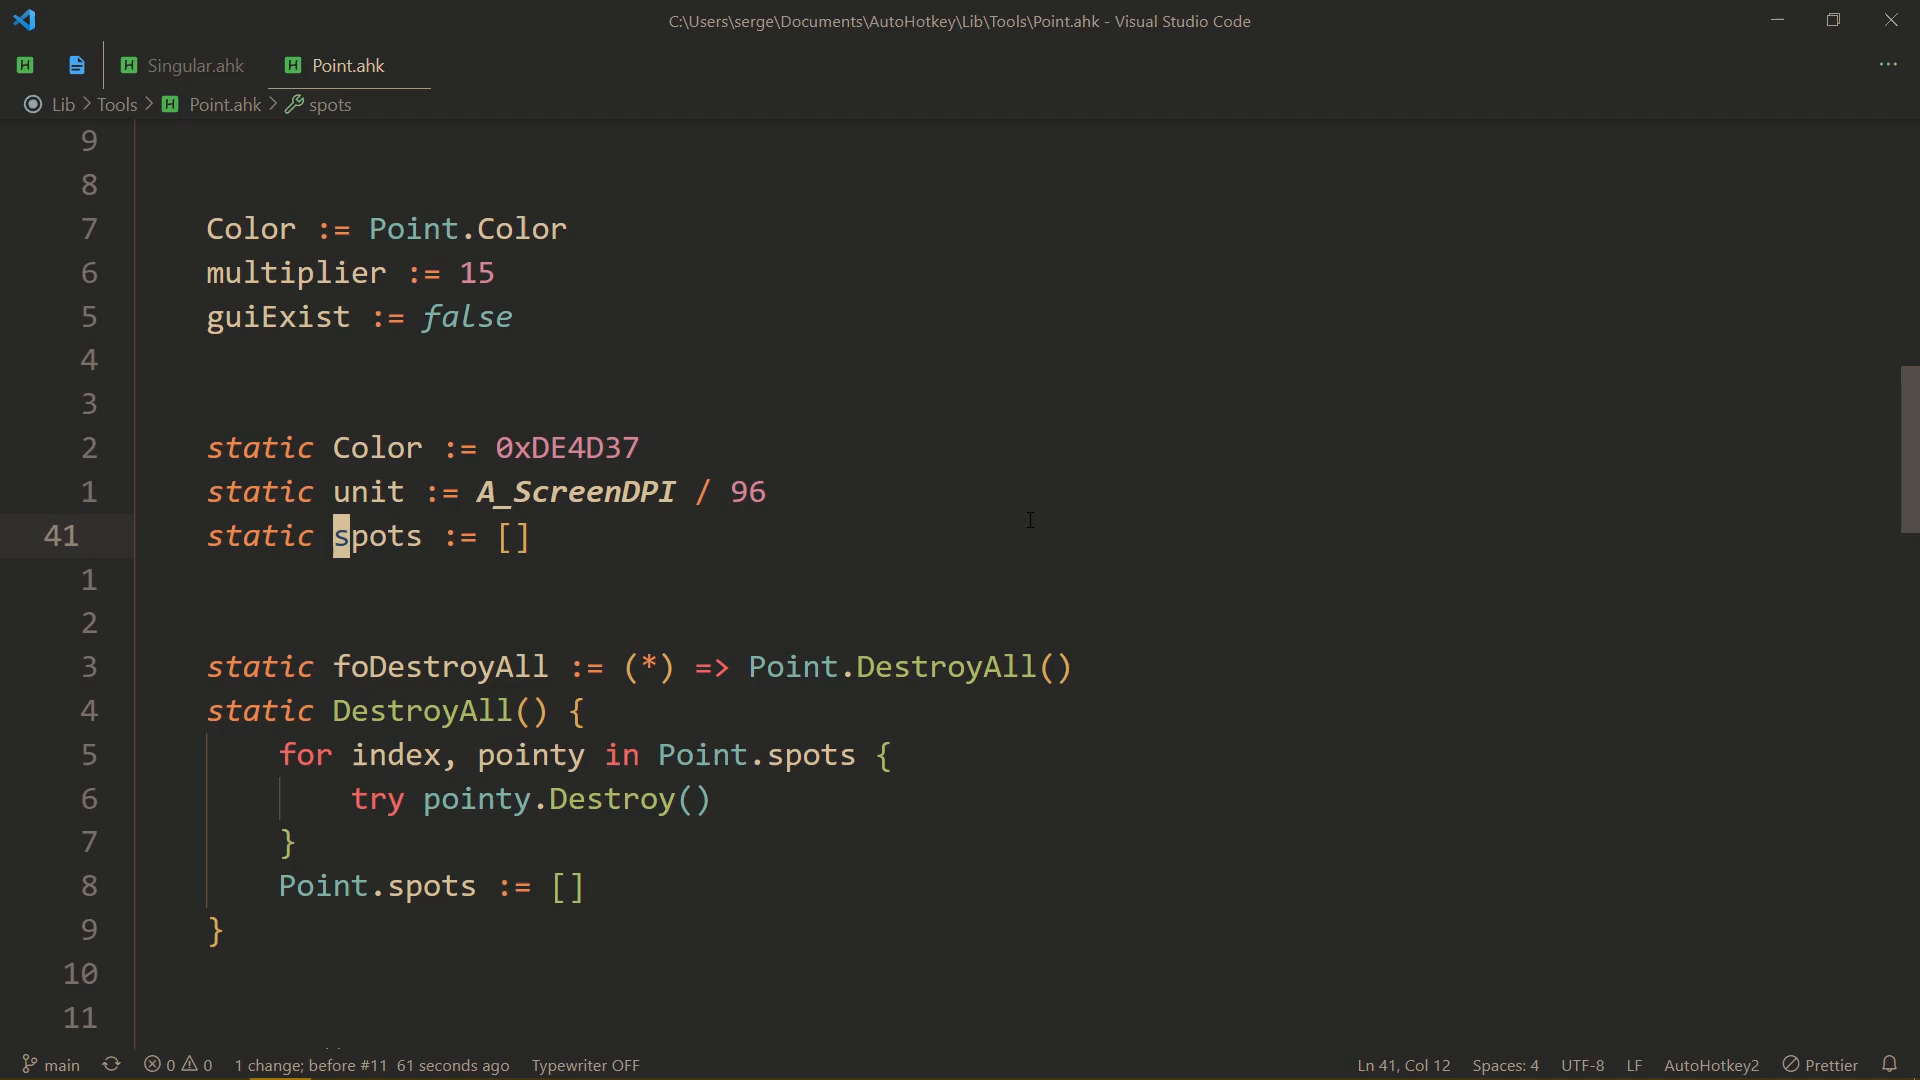 C:\Users\serge\Documents\AutoHotkey\Lib\Tools\Point.ahk - Visual Studio Code
Singular.ahk Point.ahk
Lib > Tools > Point.ahk > spots
9
8
7 Color := Point.Color
6 multiplier := 15
5 guiExist := false
4
3
2 static Color := 0xDE4D37
1 static unit := A_ScreenDPI / 96
41 static spots := []
1
2
3 static foDestroyAll := (*) => Point.DestroyAll()
4 static DestroyAll() {
5 for index, pointy in Point.spots {
6 try pointy.Destroy()
7 }
8 Point.spots := []
9 }
10
11
main 0 0 1 change; before #11 61 seconds ago Typewriter OFF Ln 41, Col 12 Spaces: 4 UTF-8 LF AutoHotkey2 Prettier